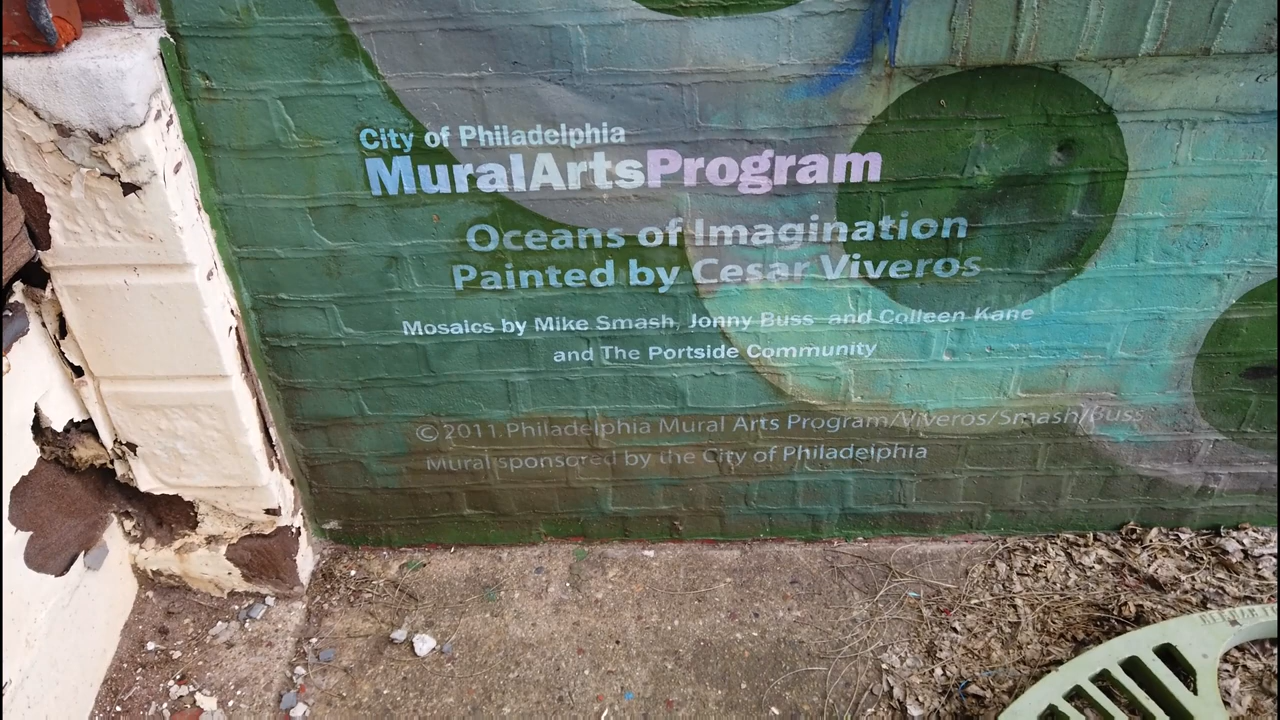 City of Philadelphia
MuralArtsProgram
Oceans of Imagination
Painted by Cesar Viveros
Mosaics by Mike Smash, Jonny Buss and Colleen Kane
and The Portside Community
© 2011 Philadelphia Mural Arts Program/Viveros/Smash/Buss
Mural sponsored by the City of Philadelphia